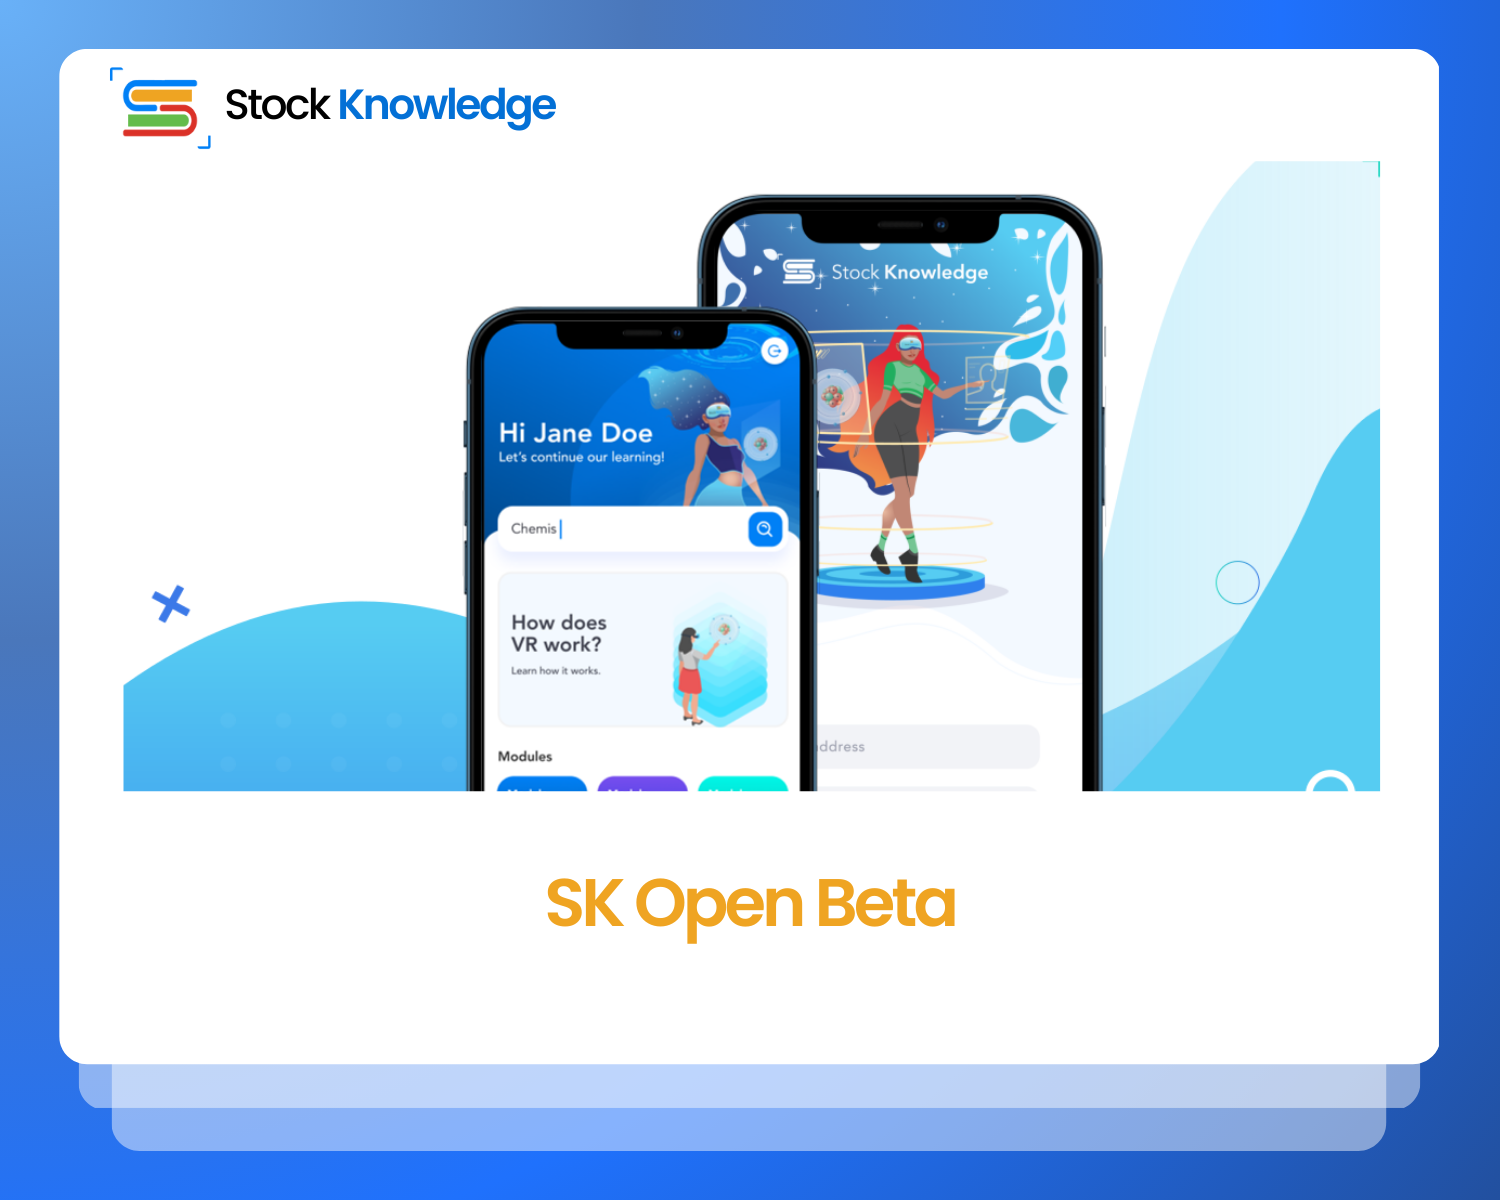 Stock Knowledge
Stock Knowledge
Hi Jane Doe
Let's continue our learning!
Chemis
How does
VR work?
Learn how it works.
Modules
address
SK Open Beta